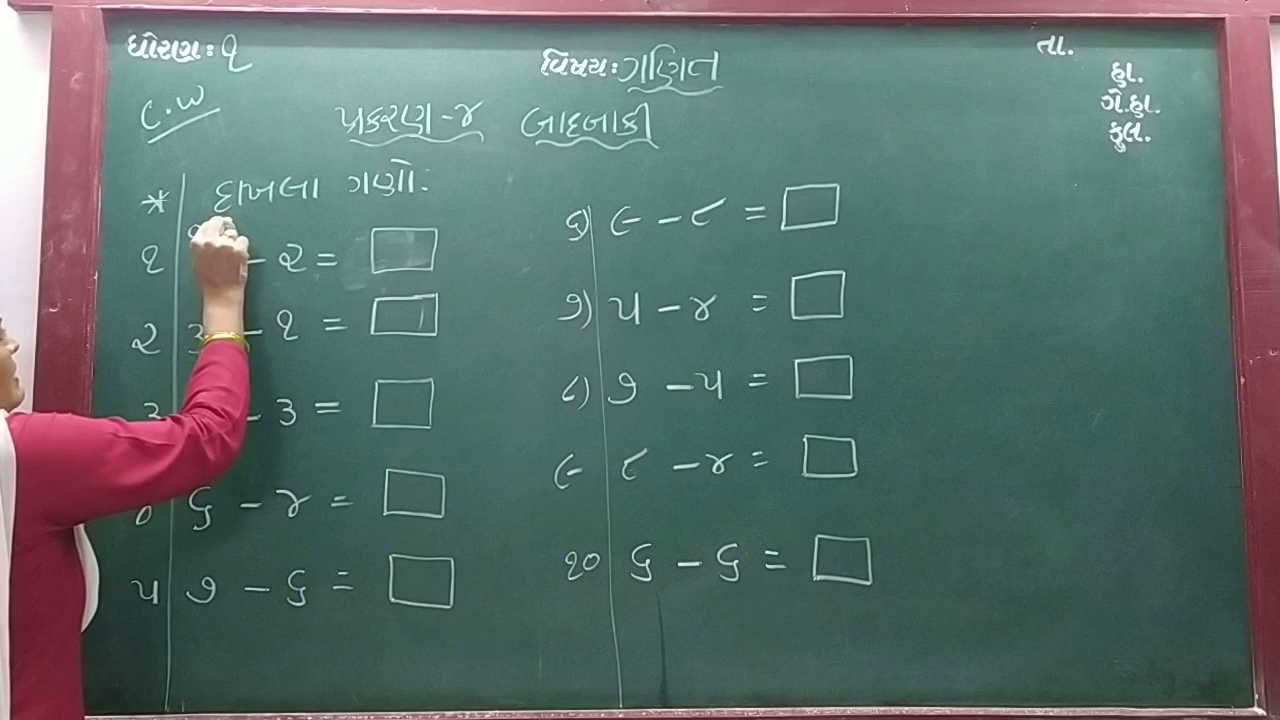 ધોરણ: ૧
વિષય: ગણિત
તા.
હા.
ગે.હા.
કુલ.
C.W
પ્રકરણ-૪ બાદબાકી
* દાખલા ગણો.
૧ - ૨ = 
૨ ૩ - ૧ =
૩ - ૩ =
૬ - ૪ =
૫ ૭ - ૬ =
૬) ૯ - ૮ =
૭) ૫ - ૪ =
૮) ૭ - ૫ =
૯ ૮ - ૪ =
૧૦ ૬ - ૬ =